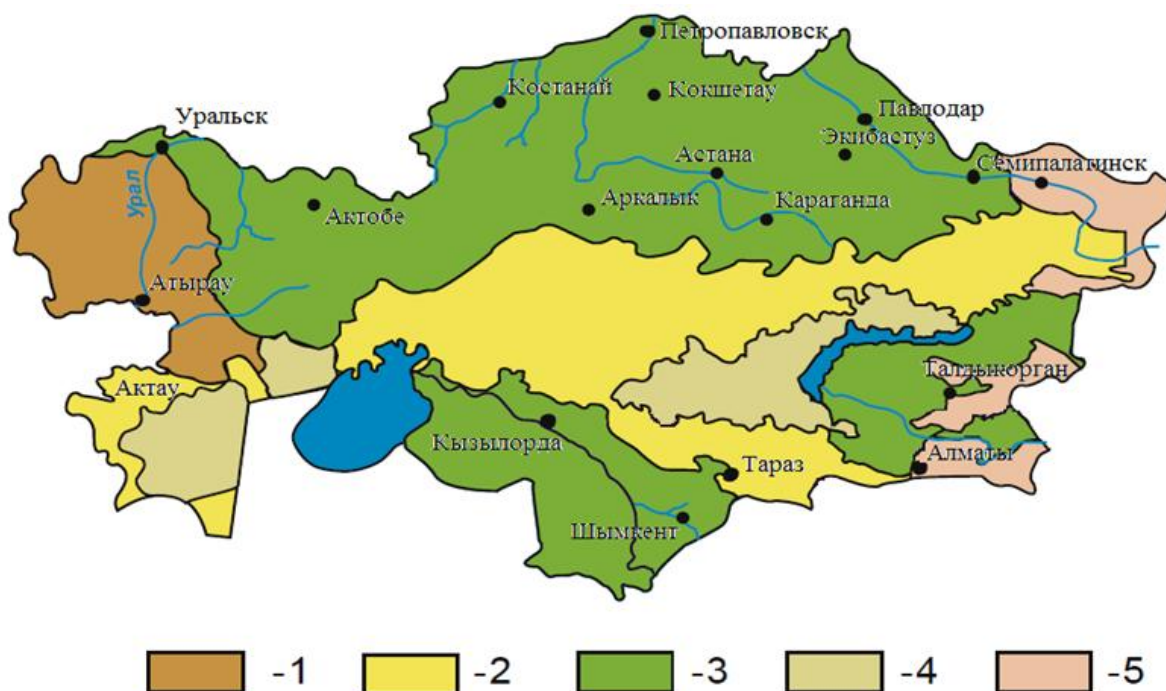 Петропавловск
Костанай
Кокшетау
Уральск
Павлодар
Экибастуз
Астана
Семипалатинск
Урал
Актобе
Аркалык
Караганда
Атырау
Актау
Талдыкорган
Кызылорда
Тараз
Алматы
Шымкент
-1 -2 -3 -4 -5